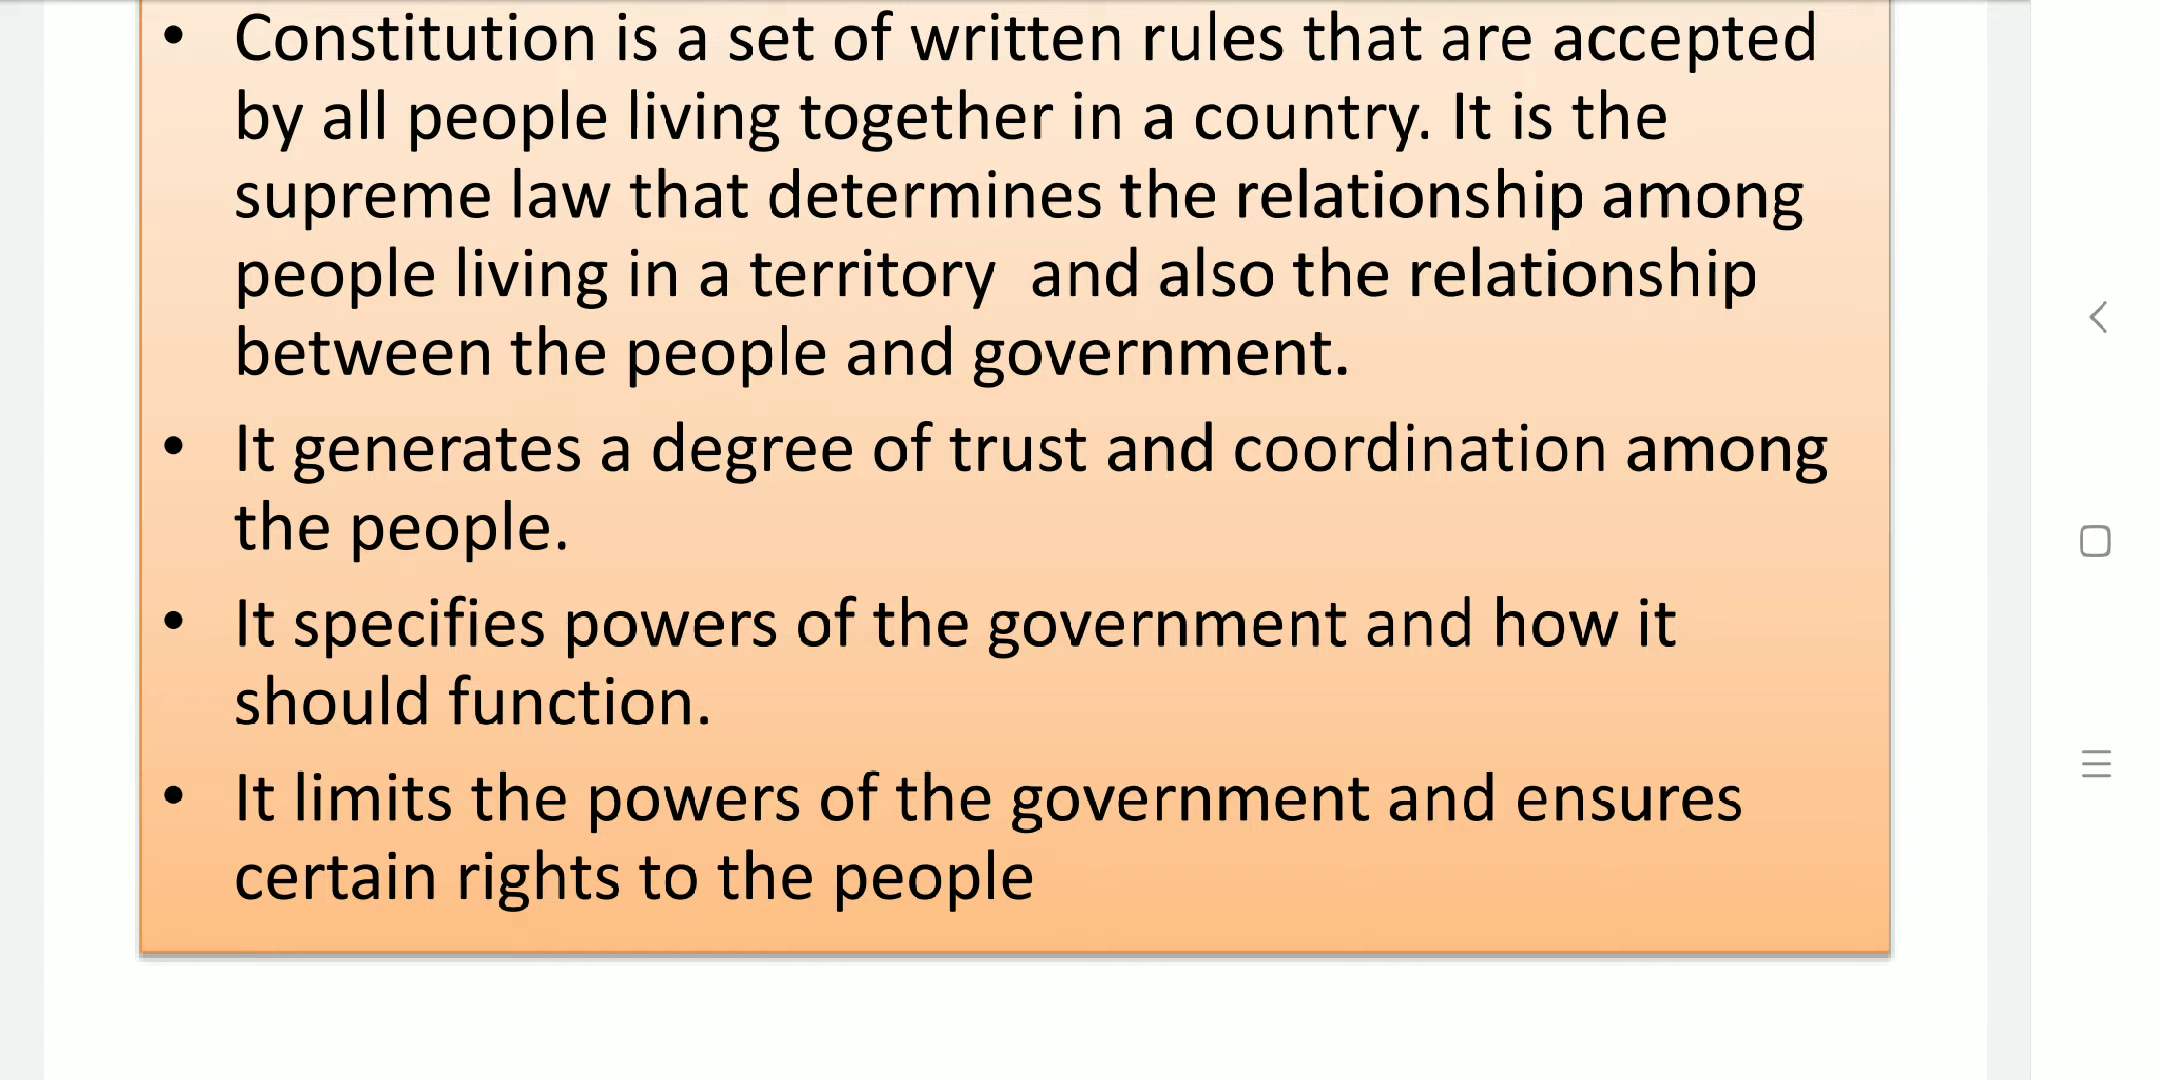 • Constitution is a set of written rules that are accepted
by all people living together in a country. It is the
supreme law that determines the relationship among
people living in a territory  and also the relationship
between the people and government.
• It generates a degree of trust and coordination among
the people.
• It specifies powers of the government and how it
should function.
• It limits the powers of the government and ensures
certain rights to the people